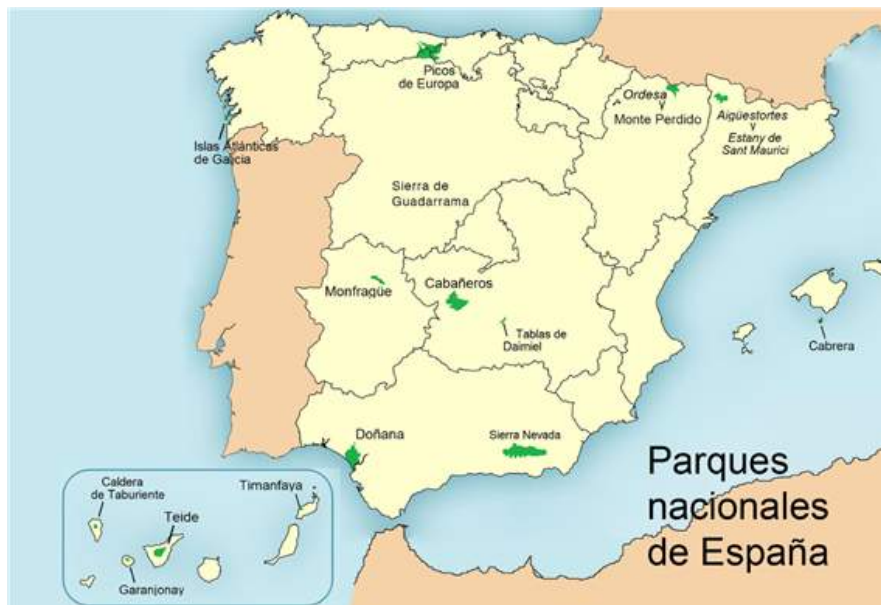 Picos
de Europa
Ordesa
y
Monte Perdido
Aigüestortes
y
Estany de
Sant Maurici
Islas Atlánticas
de Galicia
Sierra de
Guadarrama
Monfragüe
Cabañeros
Tablas de
Daimiel
Cabrera
Doñana
Sierra Nevada
Parques
nacionales
de España
Caldera
de Taburiente
Timanfaya
Teide
Garanjonay